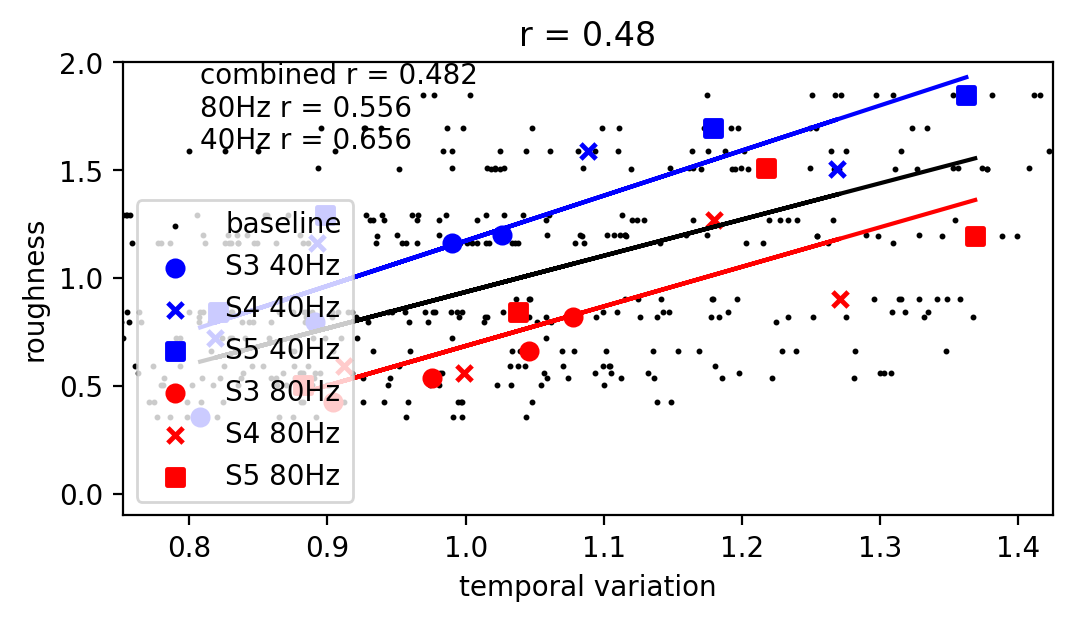 r = 0.48
combined r = 0.482
80Hz r = 0.556
40Hz r = 0.656
2.0
1.5
1.0
0.5
0.0
roughness
baseline
S3 40Hz
S4 40Hz
S5 40Hz
S3 80Hz
S4 80Hz
S5 80Hz
0.8 0.9 1.0 1.1 1.2 1.3 1.4
temporal variation